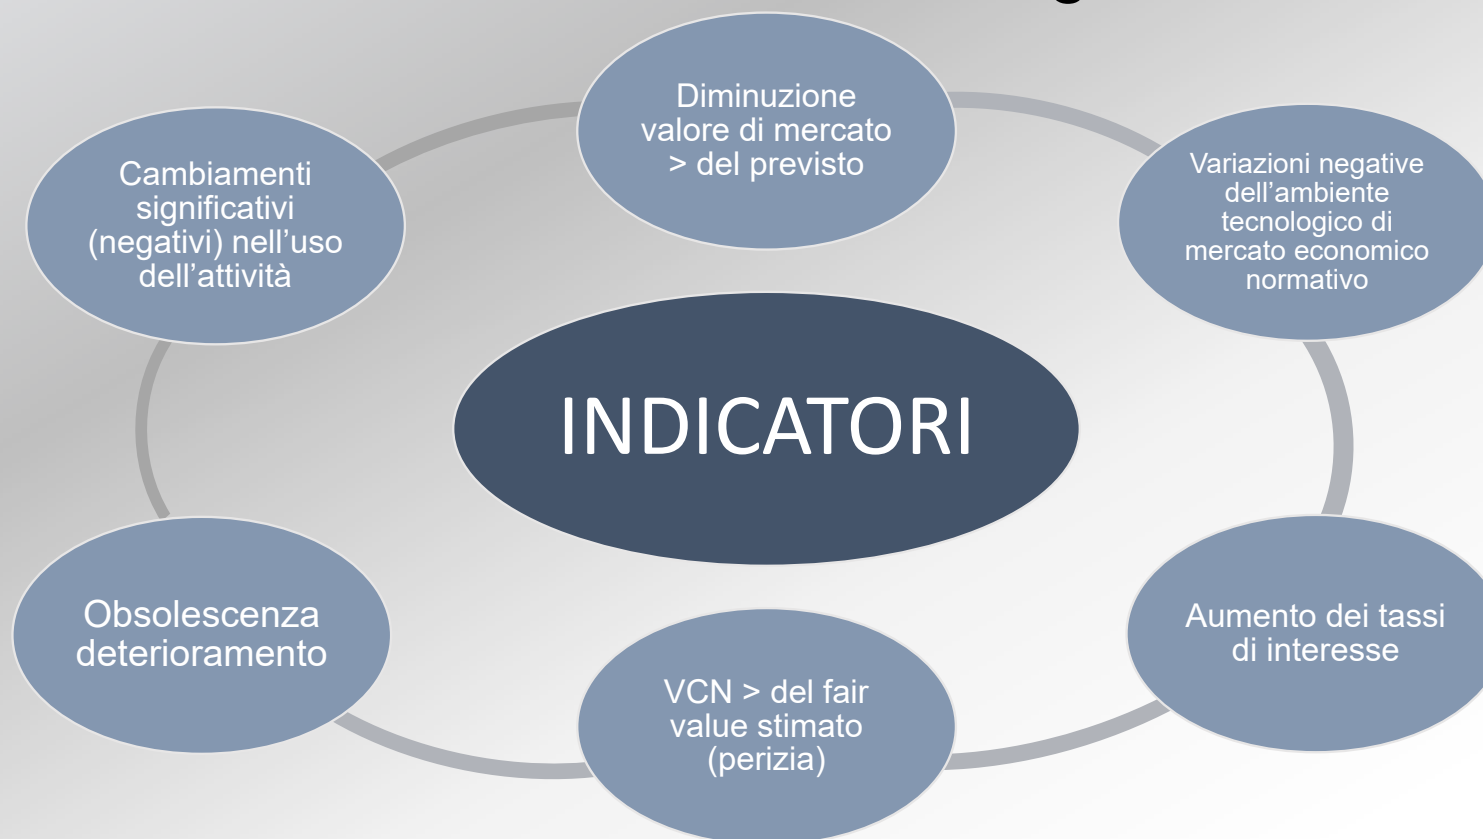 Diminuzione
valore di mercato
> del previsto
Variazioni negative
dell’ambiente
tecnologico di
mercato economico
normativo
Aumento dei tassi
di interesse
VCN > del fair
value stimato
(perizia)
Obsolescenza
deterioramento
Cambiamenti
significativi
(negativi) nell’uso
dell’attività
INDICATORI